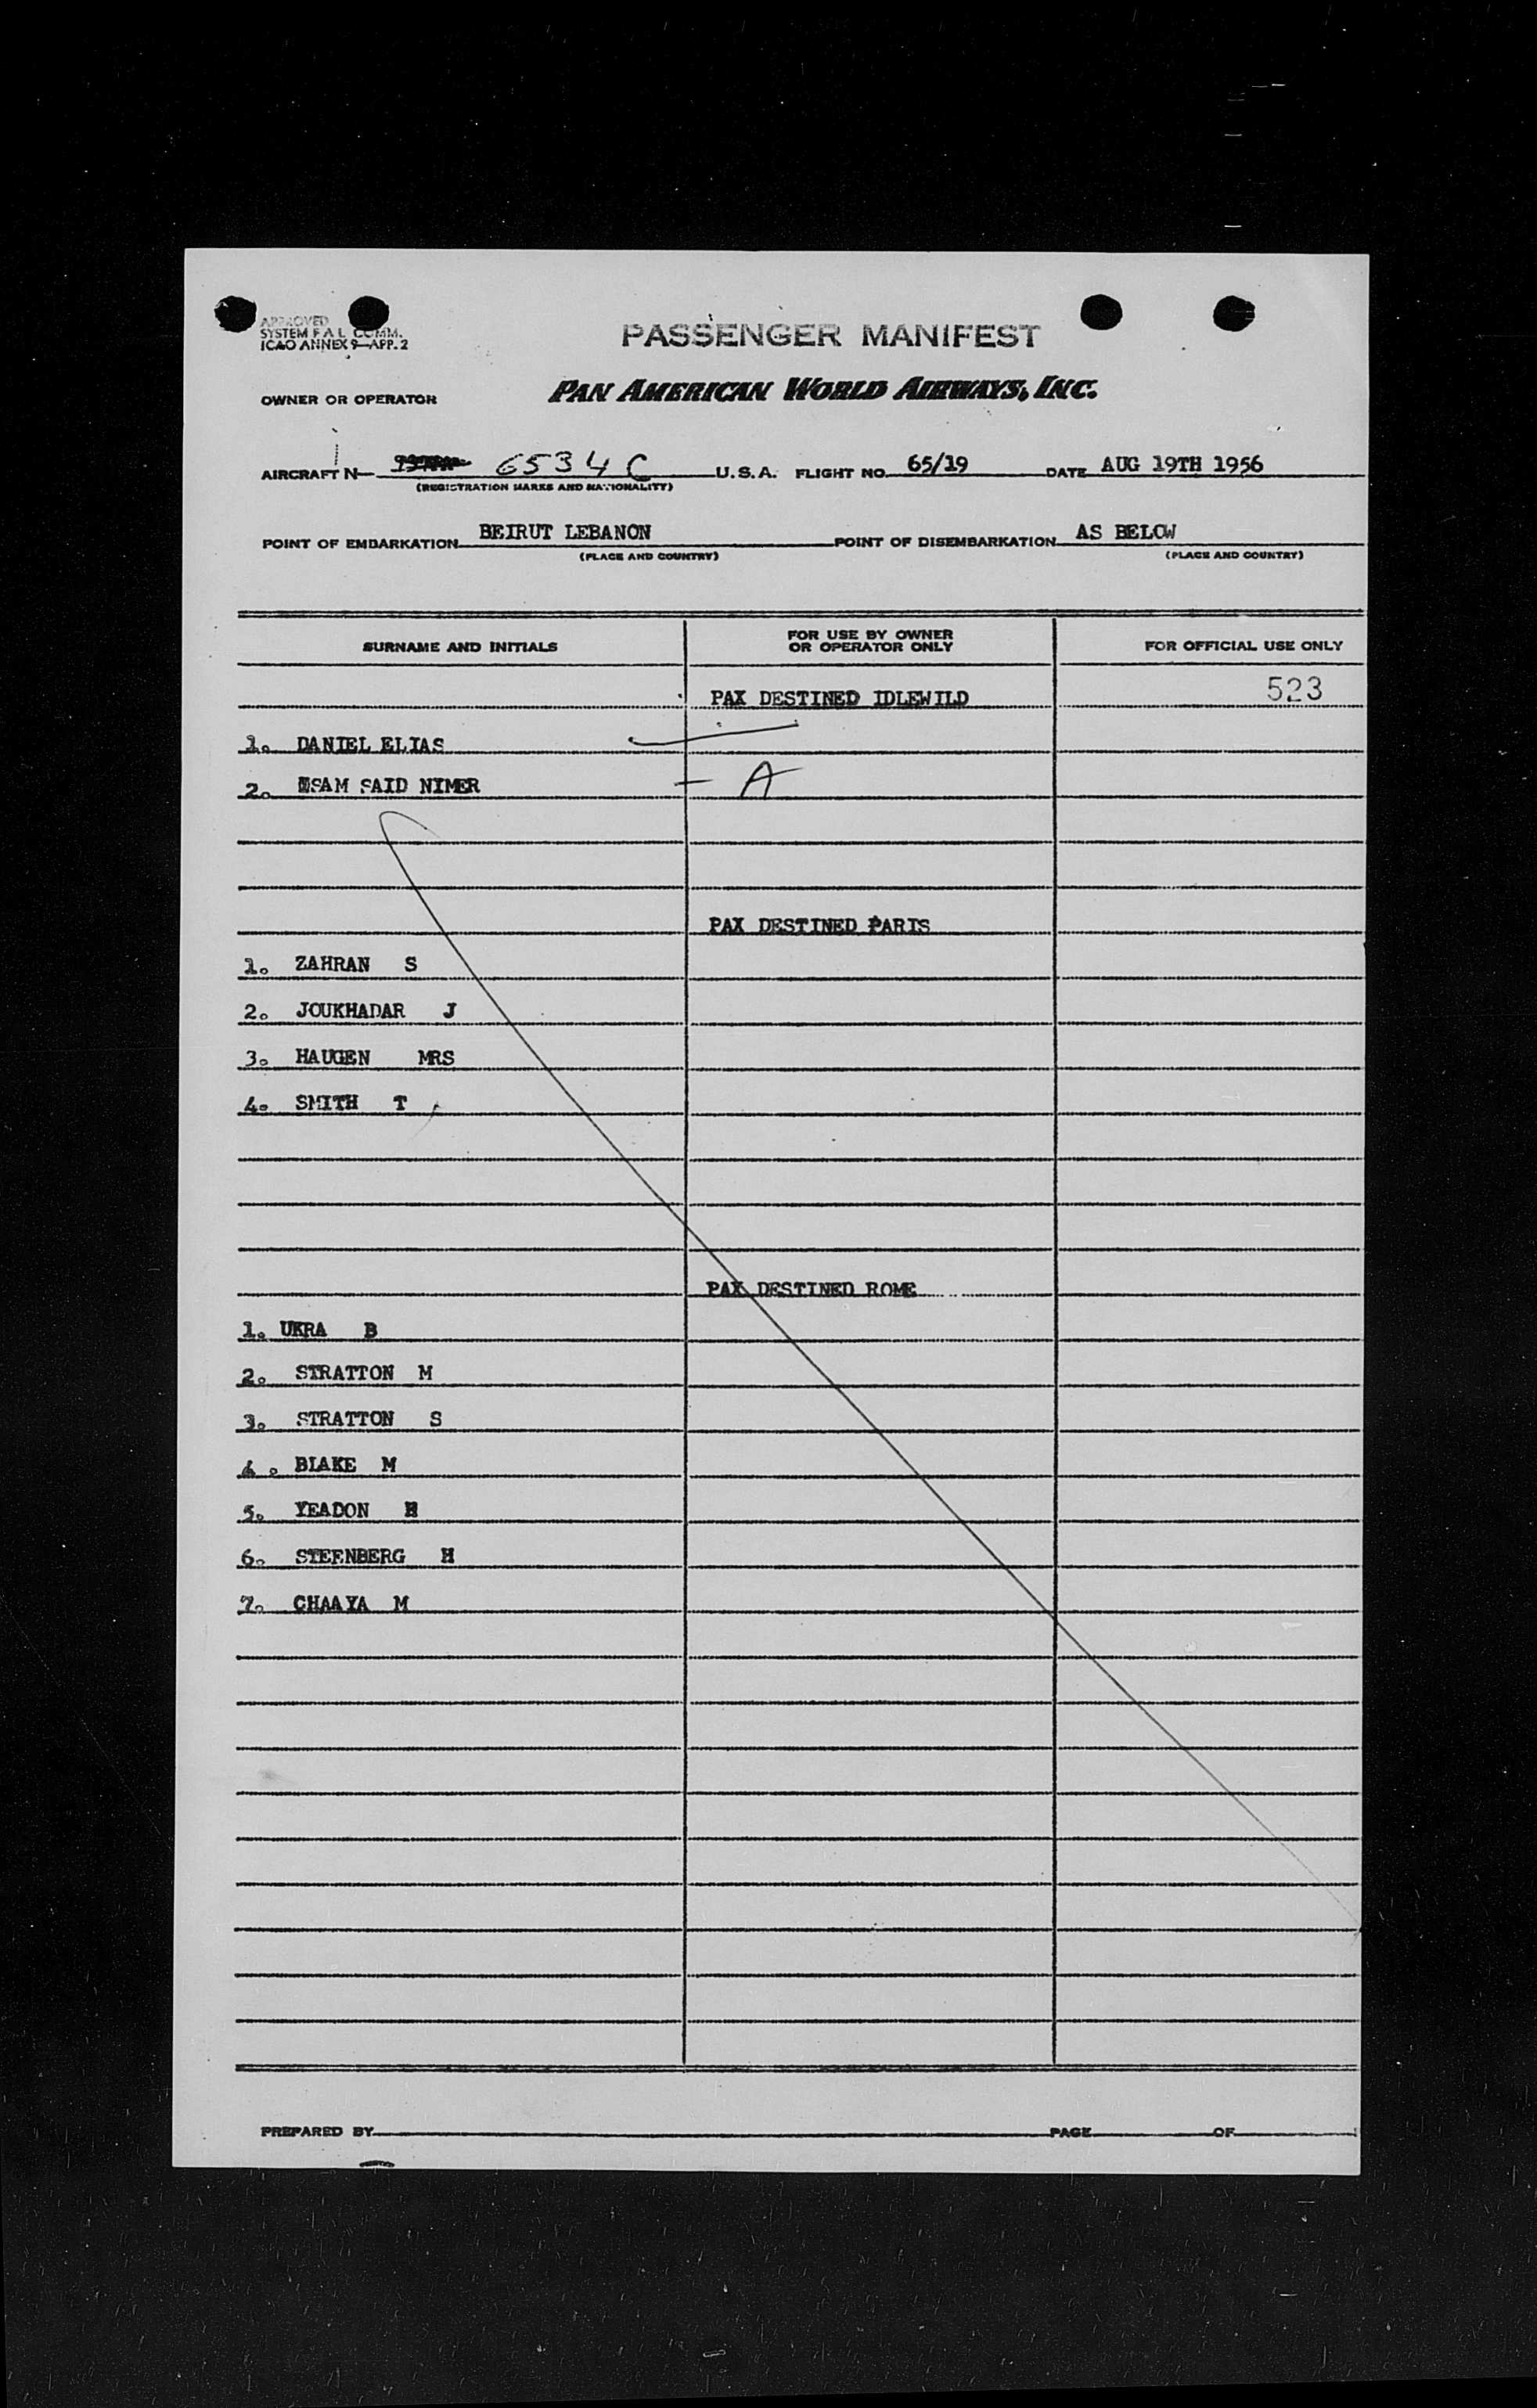 APPROVED
SYSTEM F A L COMM.
ICAO ANNEX 9-APP. 2
PASSENGER MANIFEST
OWNER OR OPERATOR PAN AMERICAN WORLD AIRWAYS, INC.
AIRCRAFT N 6534C U.S.A. FLIGHT NO. 65/19 DATE AUG 19TH 1956
(REGISTRATION MARKS AND NATIONALITY)
POINT OF EMBARKATION BEIRUT LEBANON POINT OF DISEMBARKATION AS BELOW
(PLACE AND COUNTRY) (PLACE AND COUNTRY)
SURNAME AND INITIALS FOR USE BY OWNER OR OPERATOR ONLY FOR OFFICIAL USE ONLY
PAX DESTINED IDLEWILD 523
1. DANIEL ELIAS
2. SAID NIMER - A
PAX DESTINED PARIS
1. ZAHRAN S
2. JOUKHADAR J
3. HAUGEN MRS
4. SMITH T
PAX DESTINED ROME
1. UKRA B
2. STRATTON M
3. STRATTON S
4. BLAKE M
5. YEADON
6. STEENBERG H
7. CHAAYA M
PREPARED BY PAGE OF